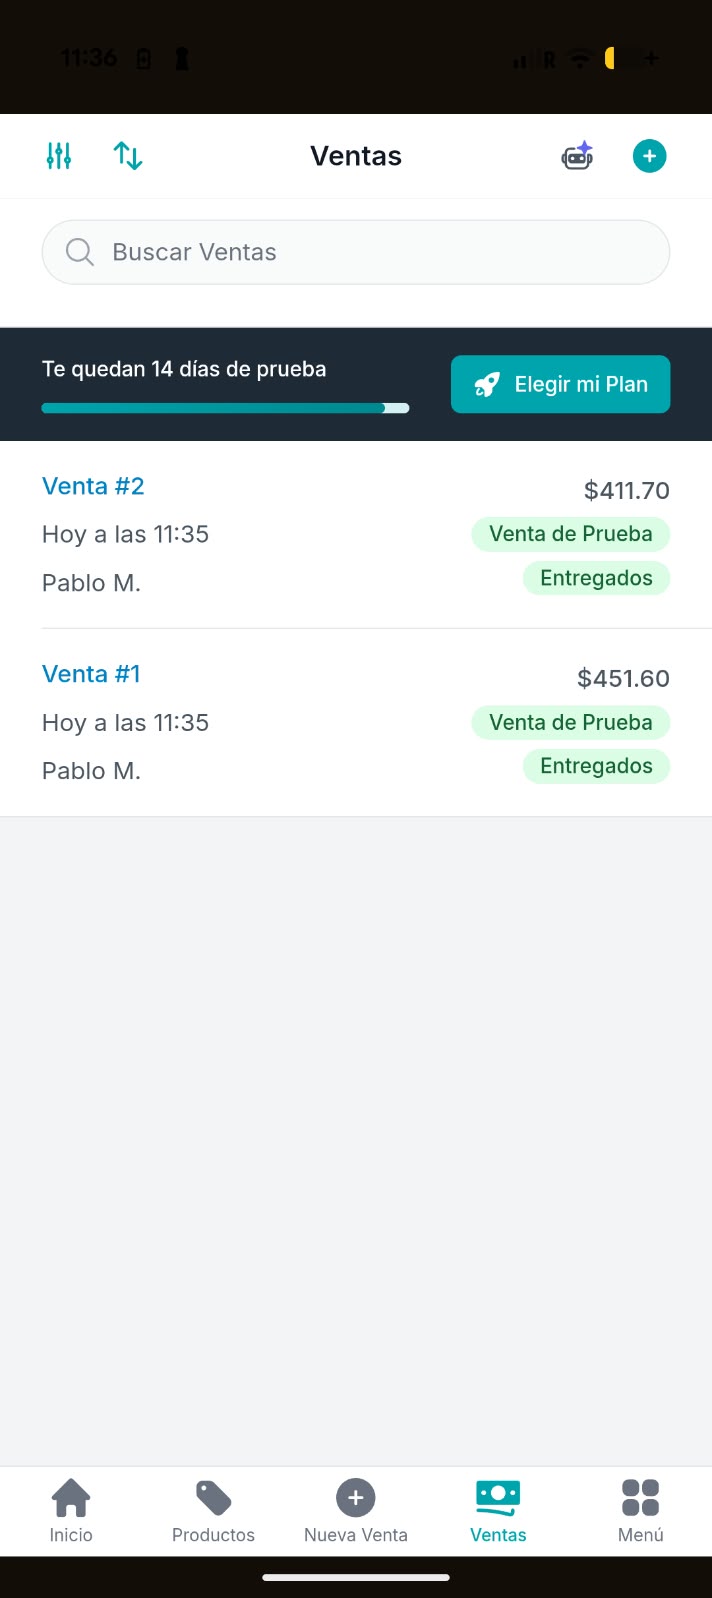 11:36
R
Ventas
Buscar Ventas
Te quedan 14 días de prueba
Elegir mi Plan
Venta #2
$411.70
Hoy a las 11:35
Venta de Prueba
Pablo M.
Entregados
Venta #1
$451.60
Hoy a las 11:35
Venta de Prueba
Pablo M.
Entregados
Inicio
Productos
Nueva Venta
Ventas
Menú